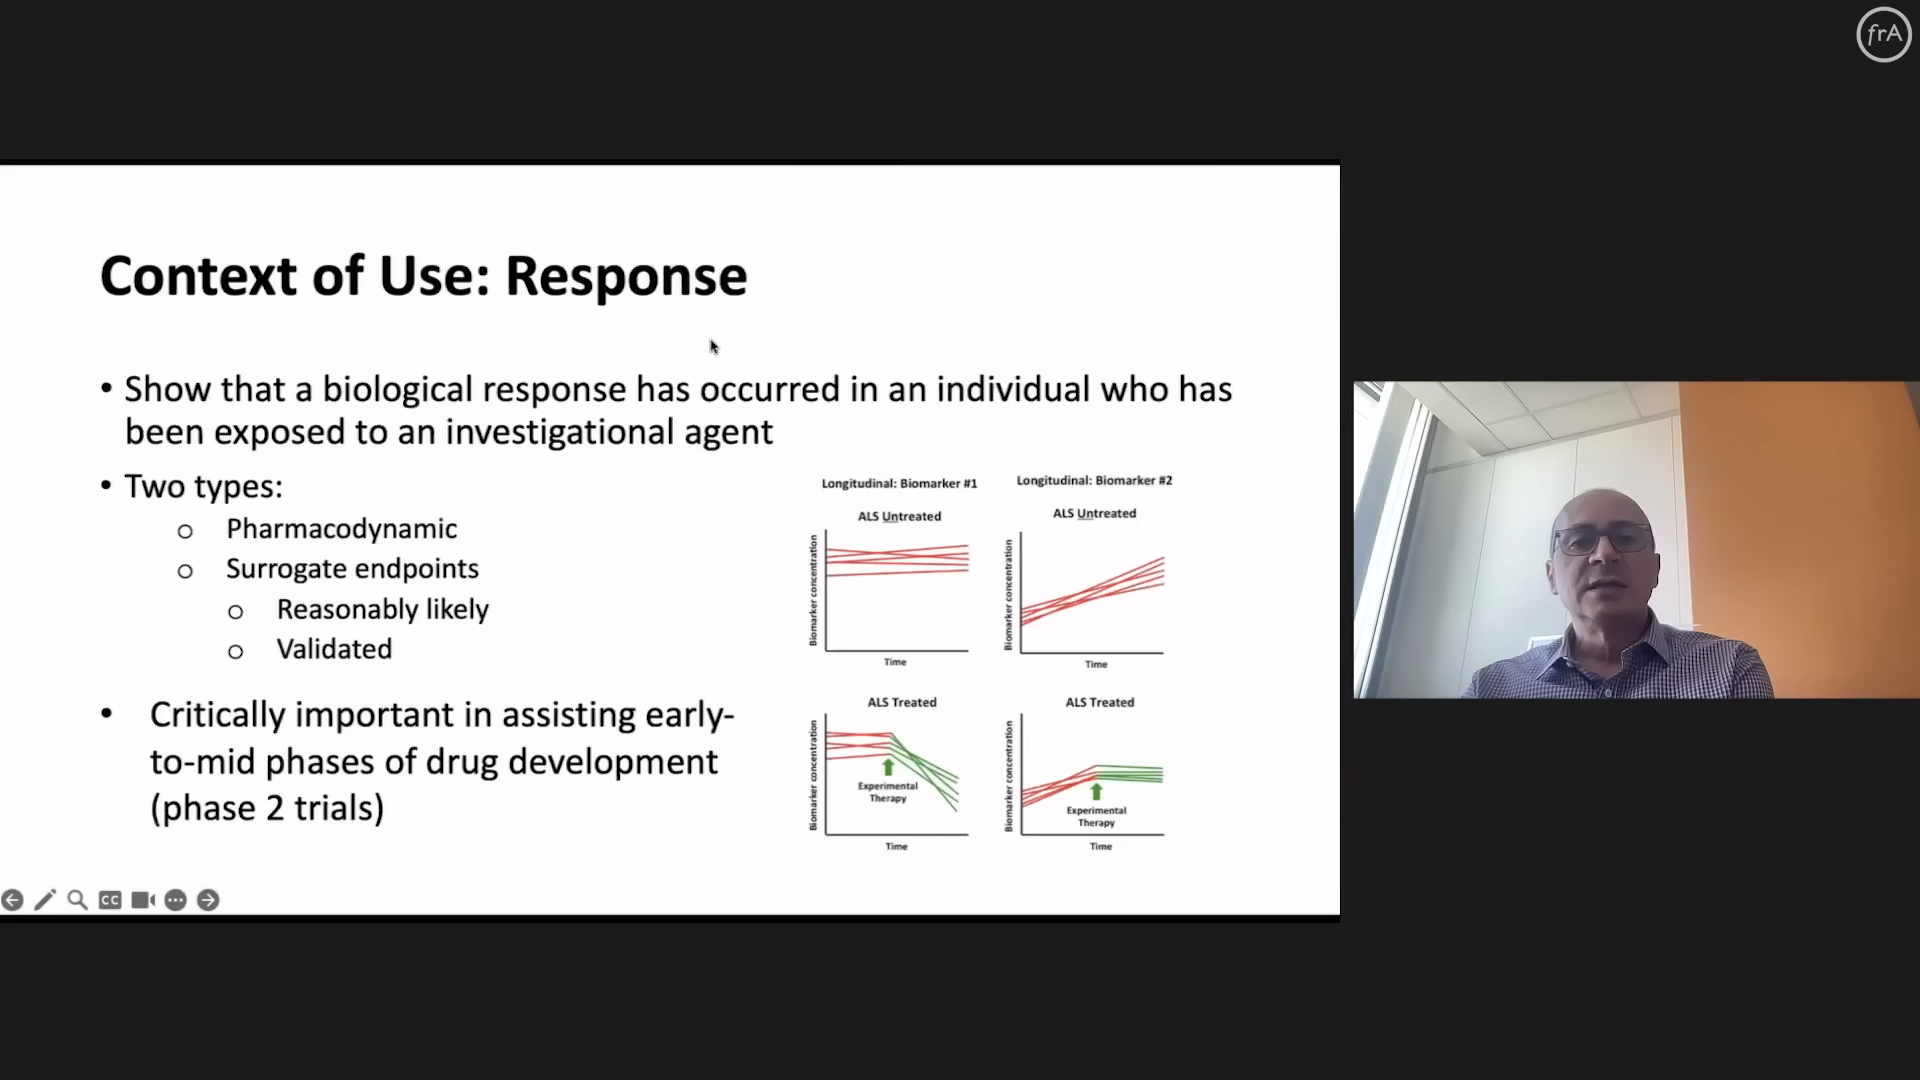 frA
Context of Use: Response
• Show that a biological response has occurred in an individual who has
been exposed to an investigational agent
• Two types:
o Pharmacodynamic
o Surrogate endpoints
o Reasonably likely
o Validated
• Critically important in assisting early-
to-mid phases of drug development
(phase 2 trials)
Longitudinal: Biomarker #1
ALS Untreated
Biomarker concentration
Time
Longitudinal: Biomarker #2
ALS Untreated
Biomarker concentration
Time
ALS Treated
Biomarker concentration
Experimental
Therapy
Time
ALS Treated
Biomarker concentration
Experimental
Therapy
Time
CC